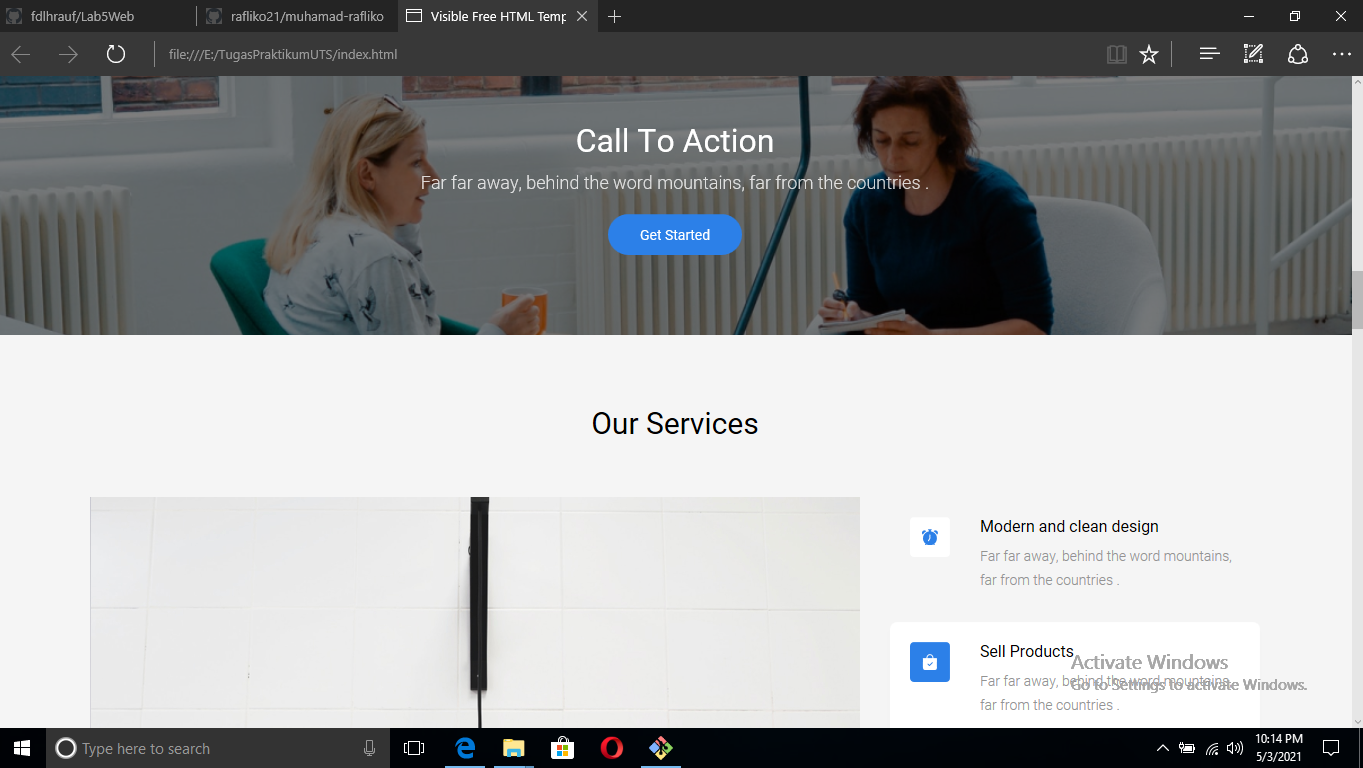 fdlhrauf/Lab5Web
rafliko21/muhamad-rafliko
Visible Free HTML Temp
file:///E:/TugasPraktikumUTS/index.html
Call To Action
Far far away, behind the word mountains, far from the countries .
Get Started
Our Services
Modern and clean design
Far far away, behind the word mountains,
far from the countries .
Sell Products
Far far away, behind the word mountains,
far from the countries .
Activate Windows
Go to Settings to activate Windows.
Type here to search
10:14 PM
5/3/2021